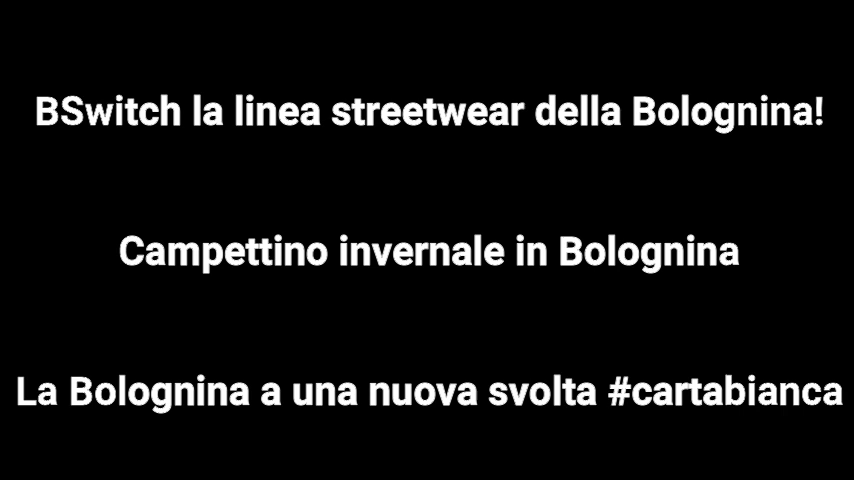 BSwitch la linea streetwear della Bolognina!
Campettino invernale in Bolognina
La Bolognina a una nuova svolta #cartabianca